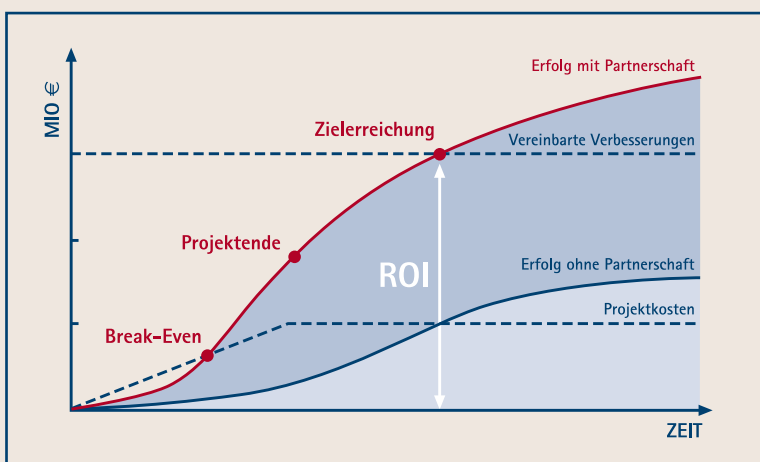 MIO €
Erfolg mit Partnerschaft
Zielerreichung
Vereinbarte Verbesserungen
Projektende
ROI
Erfolg ohne Partnerschaft
Projektkosten
Break-Even
ZEIT